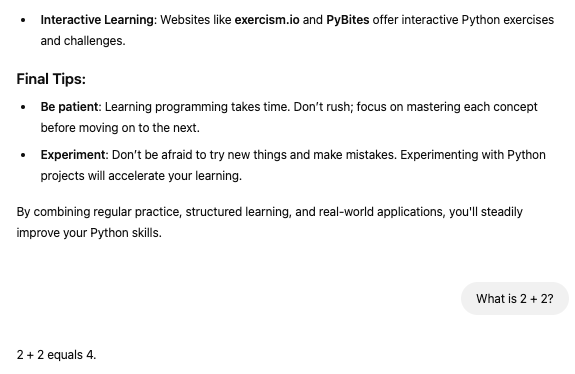 • Interactive Learning: Websites like exercism.io and PyBites offer interactive Python exercises
and challenges.
Final Tips:
• Be patient: Learning programming takes time. Don’t rush; focus on mastering each concept
before moving on to the next.
• Experiment: Don’t be afraid to try new things and make mistakes. Experimenting with Python
projects will accelerate your learning.
By combining regular practice, structured learning, and real-world applications, you'll steadily
improve your Python skills.
What is 2 + 2?
2 + 2 equals 4.